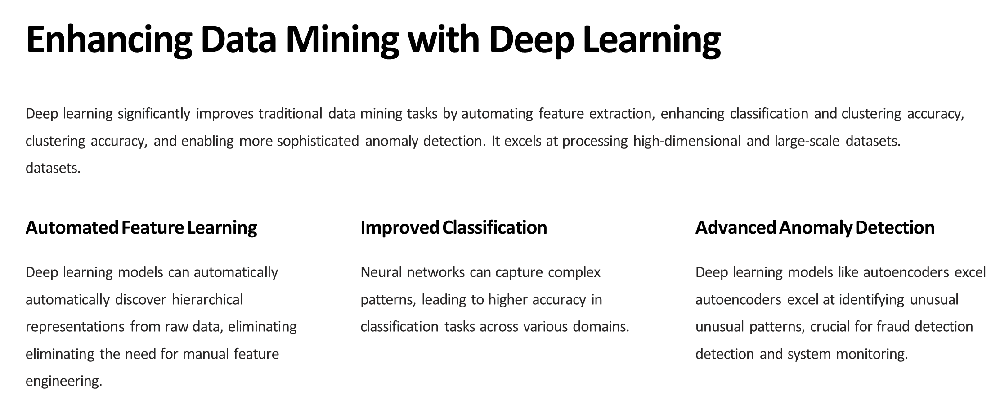 Enhancing Data Mining with Deep Learning
Deep learning significantly improves traditional data mining tasks by automating feature extraction, enhancing classification and clustering accuracy,
clustering accuracy, and enabling more sophisticated anomaly detection. It excels at processing high-dimensional and large-scale datasets.
datasets.
Automated Feature Learning
Deep learning models can automatically
automatically discover hierarchical
representations from raw data, eliminating
eliminating the need for manual feature
engineering.
Improved Classification
Neural networks can capture complex
patterns, leading to higher accuracy in
classification tasks across various domains.
Advanced Anomaly Detection
Deep learning models like autoencoders excel
autoencoders excel at identifying unusual
unusual patterns, crucial for fraud detection
detection and system monitoring.